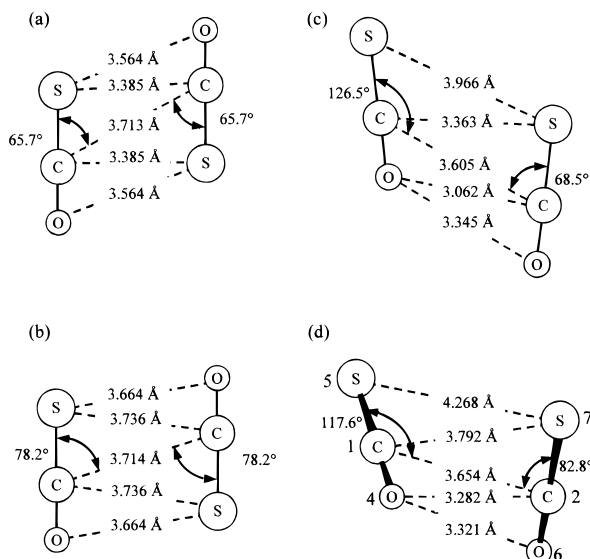 (a)
O
3.564 Å
3.385 Å
S
C
65.7°
3.713 Å
65.7°
3.385 Å
C
S
3.564 Å
O
(c)
S
3.966 Å
126.5°
3.363 Å
S
C
3.605 Å
68.5°
O
3.062 Å
C
3.345 Å
O
(b)
3.664 Å
O
S
3.736 Å
C
78.2°
3.714 Å
78.2°
C
3.736 Å
S
3.664 Å
O
(d)
5
S
4.268 Å
7
117.6°
S
1
C
3.792 Å
3.654 Å
82.8°
4
O
3.282 Å
C
2
3.321 Å
O
6